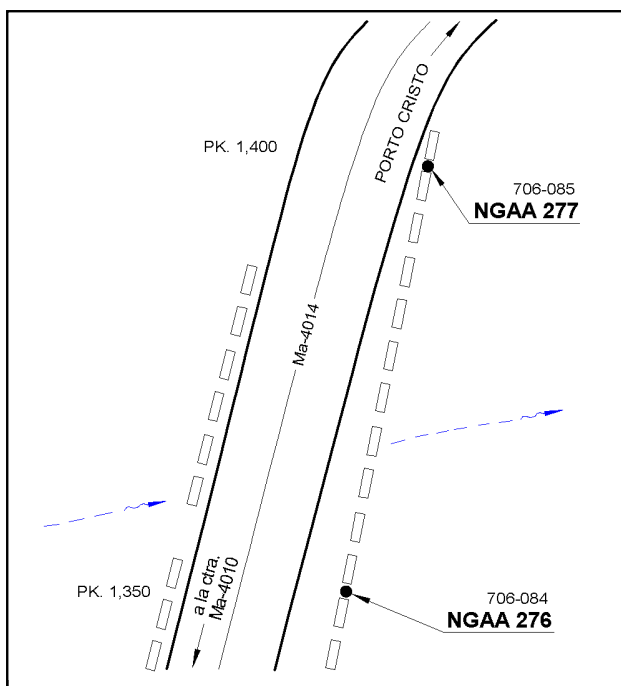 PORTO CRISTO
PK. 1,400
706-085
NGAA 277
Ma-4014
a la ctra.
Ma-4010
PK. 1,350
706-084
NGAA 276